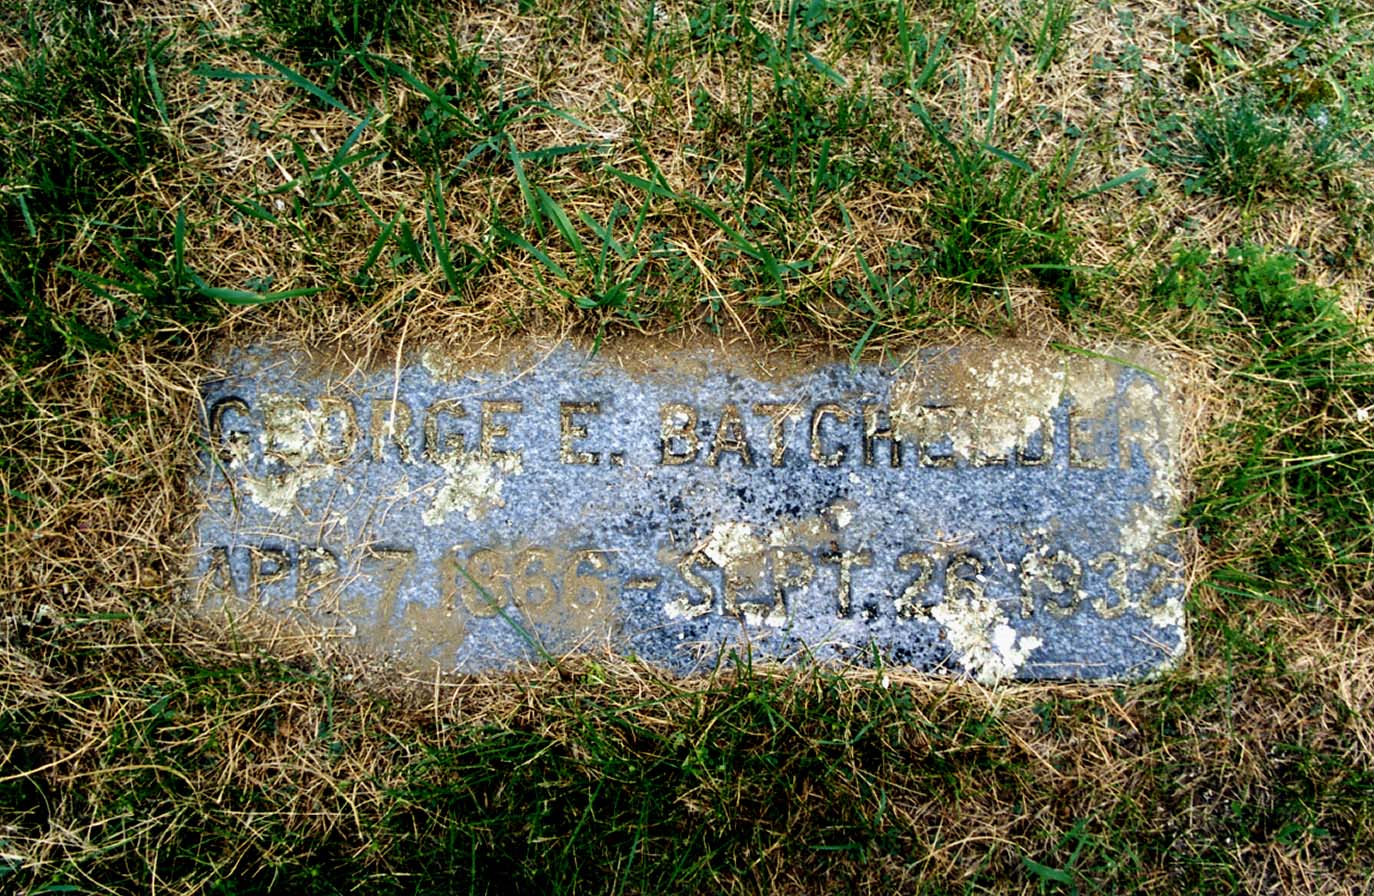 GEORGE E. BATCHELDER
APR. 7, 1866 - SEPT. 26, 1932